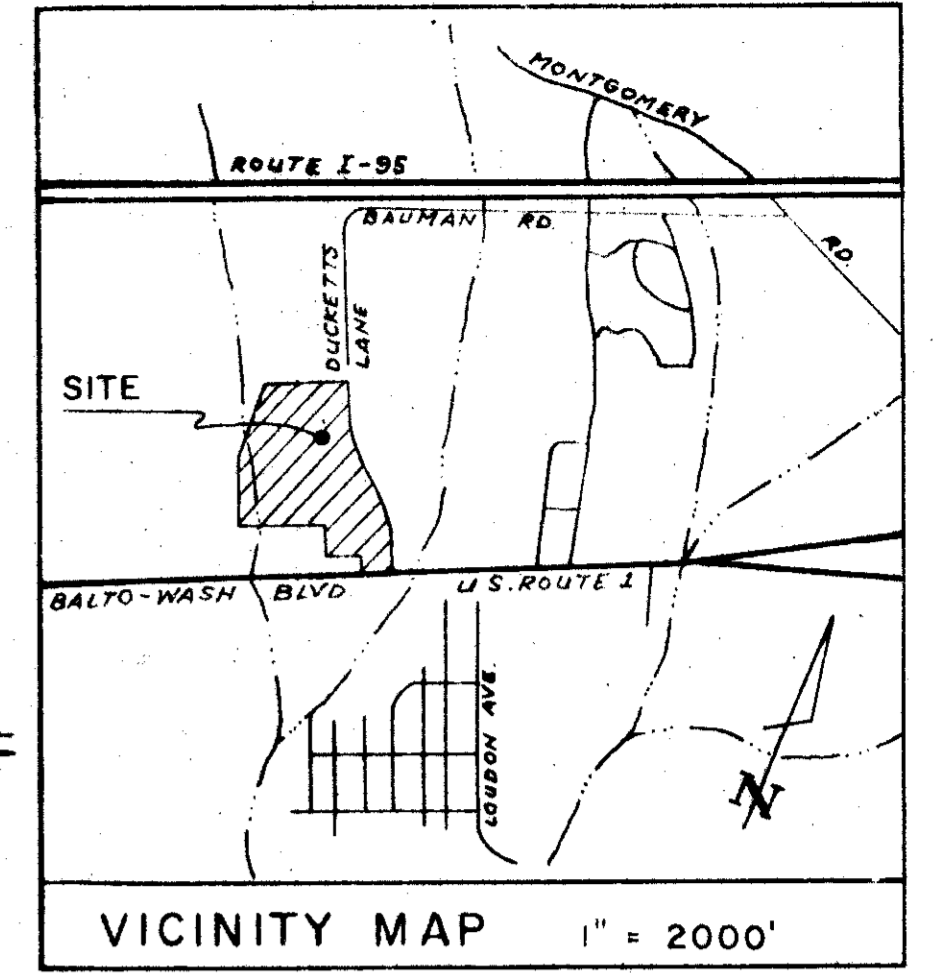 MONTGOMERY
ROUTE I-95
BAUMAN RD.
RD.
DUCKETTS
LANE
SITE
BALTO-WASH BLVD U.S. ROUTE 1
LOUDON AVE.
N
VICINITY MAP 1" = 2000'